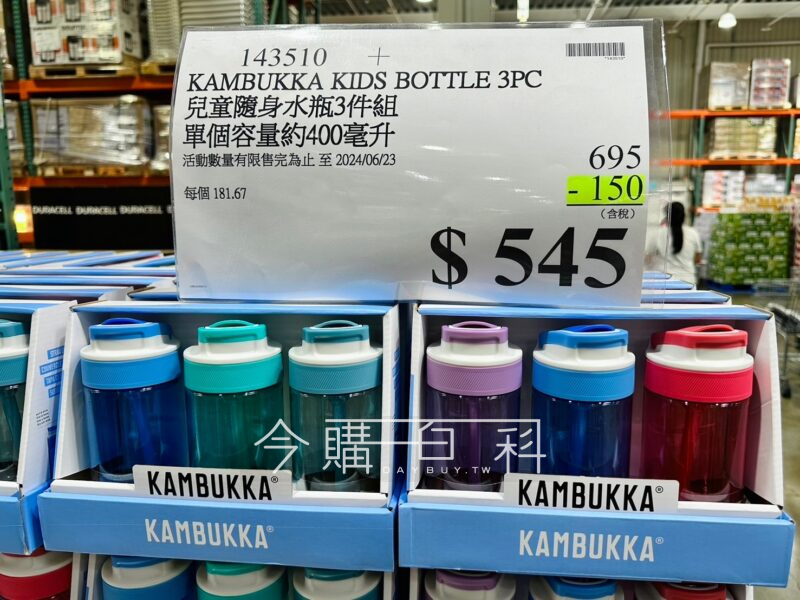 143510 +
KAMBUKKA KIDS BOTTLE 3PC
兒童隨身水瓶3件組
單個容量約400毫升
活動數量有限售完為止 至 2024/06/23
695
- 150
(含稅)
每個 181.67
$ 545
DURACELL DURACELL DURACELL
今購百科
DAYBUY.TW
KAMBUKKA®
KAMBUKKA®
KAMBUKKA®
KAMBUKKA®